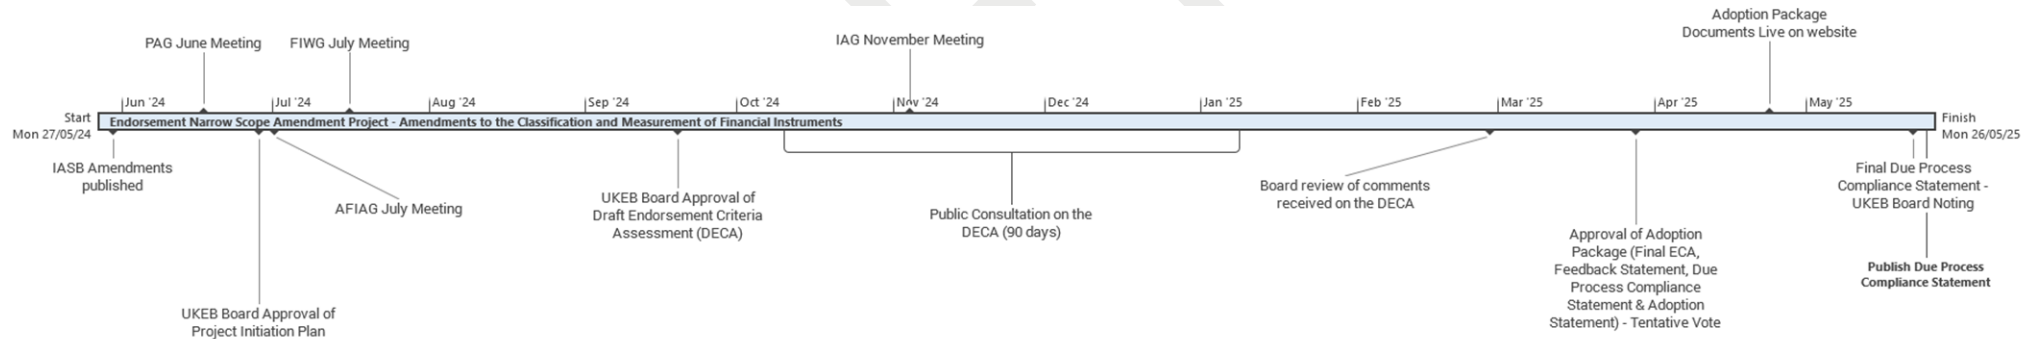 Adoption Package
Documents Live on website
PAG June Meeting
FIWG July Meeting
IAG November Meeting
Jun '24
Jul '24
Aug '24
Sep '24
Oct '24
Nov '24
Dec '24
Jan '25
Feb '25
Mar '25
Apr '25
May '25
Start
Mon 27/05/24
Endorsement Narrow Scope Amendment Project - Amendments to the Classification and Measurement of Financial Instruments
Finish
Mon 26/05/25
IASB Amendments
published
AFIAG July Meeting
UKEB Board Approval of
Project Initiation Plan
UKEB Board Approval of
Draft Endorsement Criteria
Assessment (DECA)
Public Consultation on the
DECA (90 days)
Board review of comments
received on the DECA
Approval of Adoption
Package (Final ECA,
Feedback Statement, Due
Process Compliance
Statement & Adoption
Statement) - Tentative Vote
Final Due Process
Compliance Statement -
UKEB Board Noting
Publish Due Process
Compliance Statement